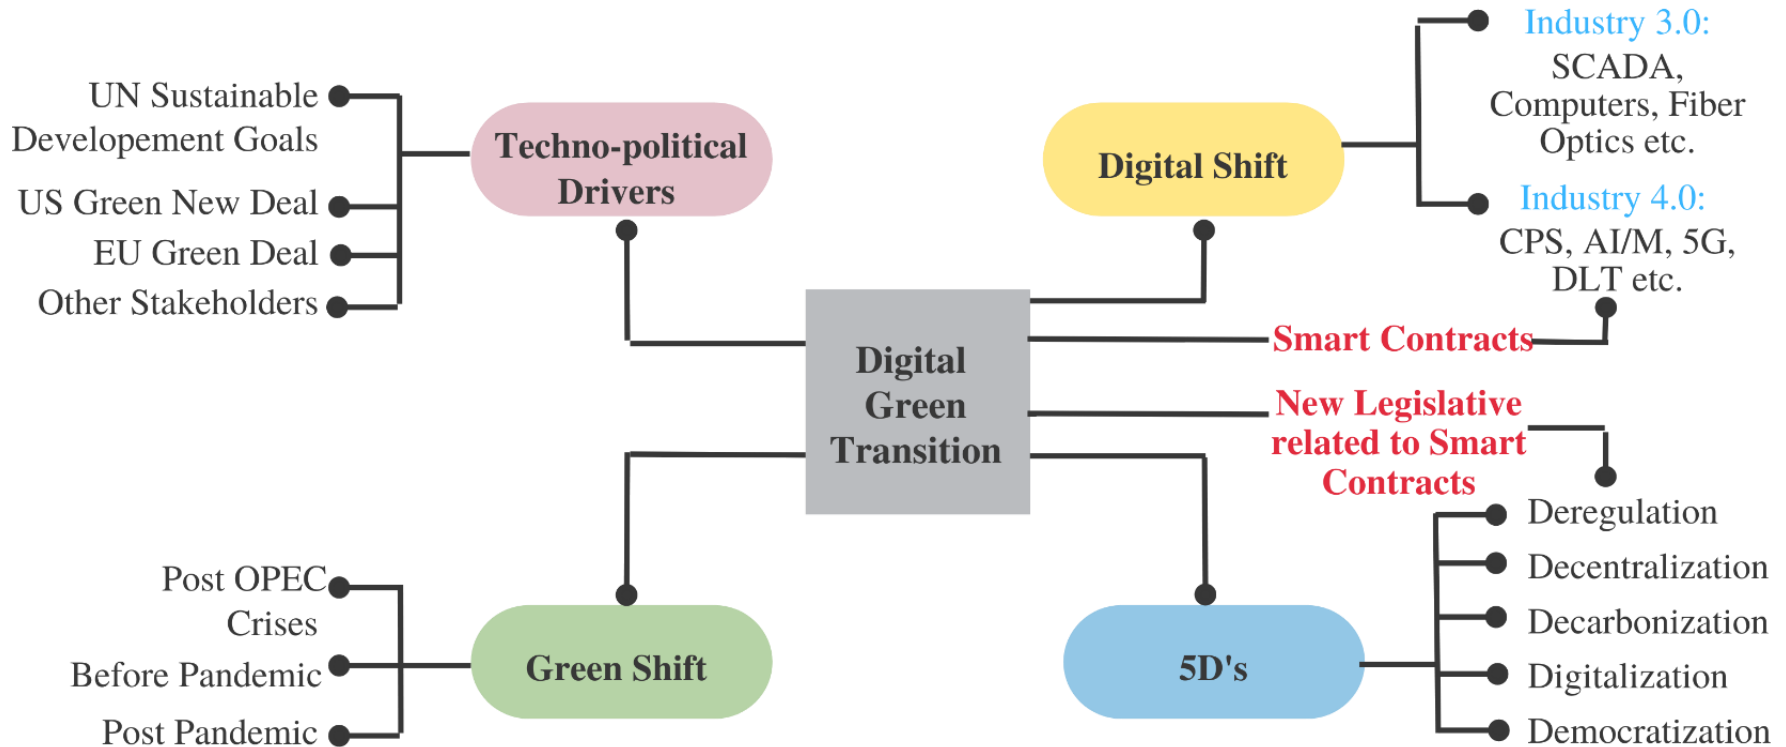 UN Sustainable
Developement Goals
US Green New Deal
EU Green Deal
Other Stakeholders
Techno-political
Drivers
Digital Shift
Industry 3.0:
SCADA,
Computers, Fiber
Optics etc.
Industry 4.0:
CPS, AI/M, 5G,
DLT etc.
Smart Contracts
New Legislative
related to Smart
Contracts
Digital
Green
Transition
Post OPEC
Crises
Before Pandemic
Post Pandemic
Green Shift
5D's
Deregulation
Decentralization
Decarbonization
Digitalization
Democratization